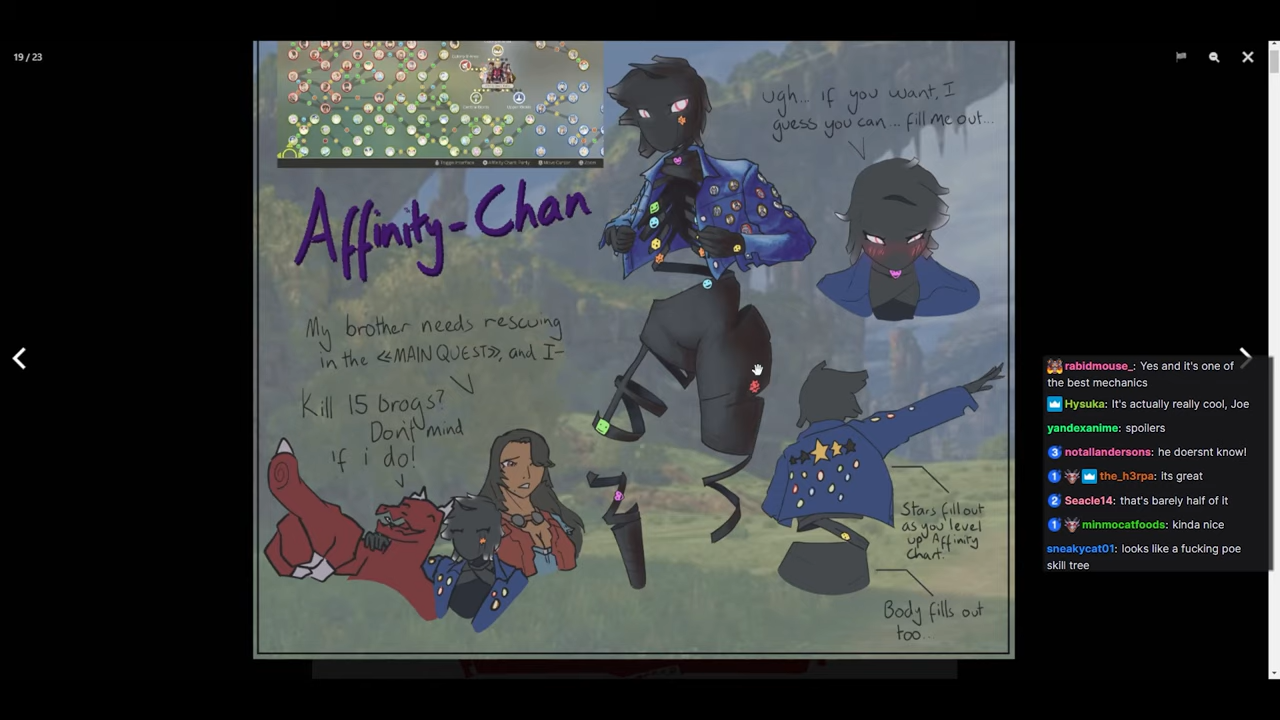 19 / 23
Affinity-Chan
ugh... if you want, I
guess you can... fill me out...
My brother needs rescuing
in the «MAIN QUEST», and I-
Kill 15 brogs?
Don't mind
if i do!
Stars fill out
as you level
up Affinity
Chart.
Body fills out
too...
rabidmouse_: Yes and It's one of
the best mechanics
Hysuka: It's actually really cool, Joe
yandexanime: spoilers
3 notallandersons: he doersnt know!
1 the_h3rpa: its great
2 Seacle14: that's barely half of it
1 minmocatfoods: kinda nice
sneakycat01: looks like a fucking poe
skill tree